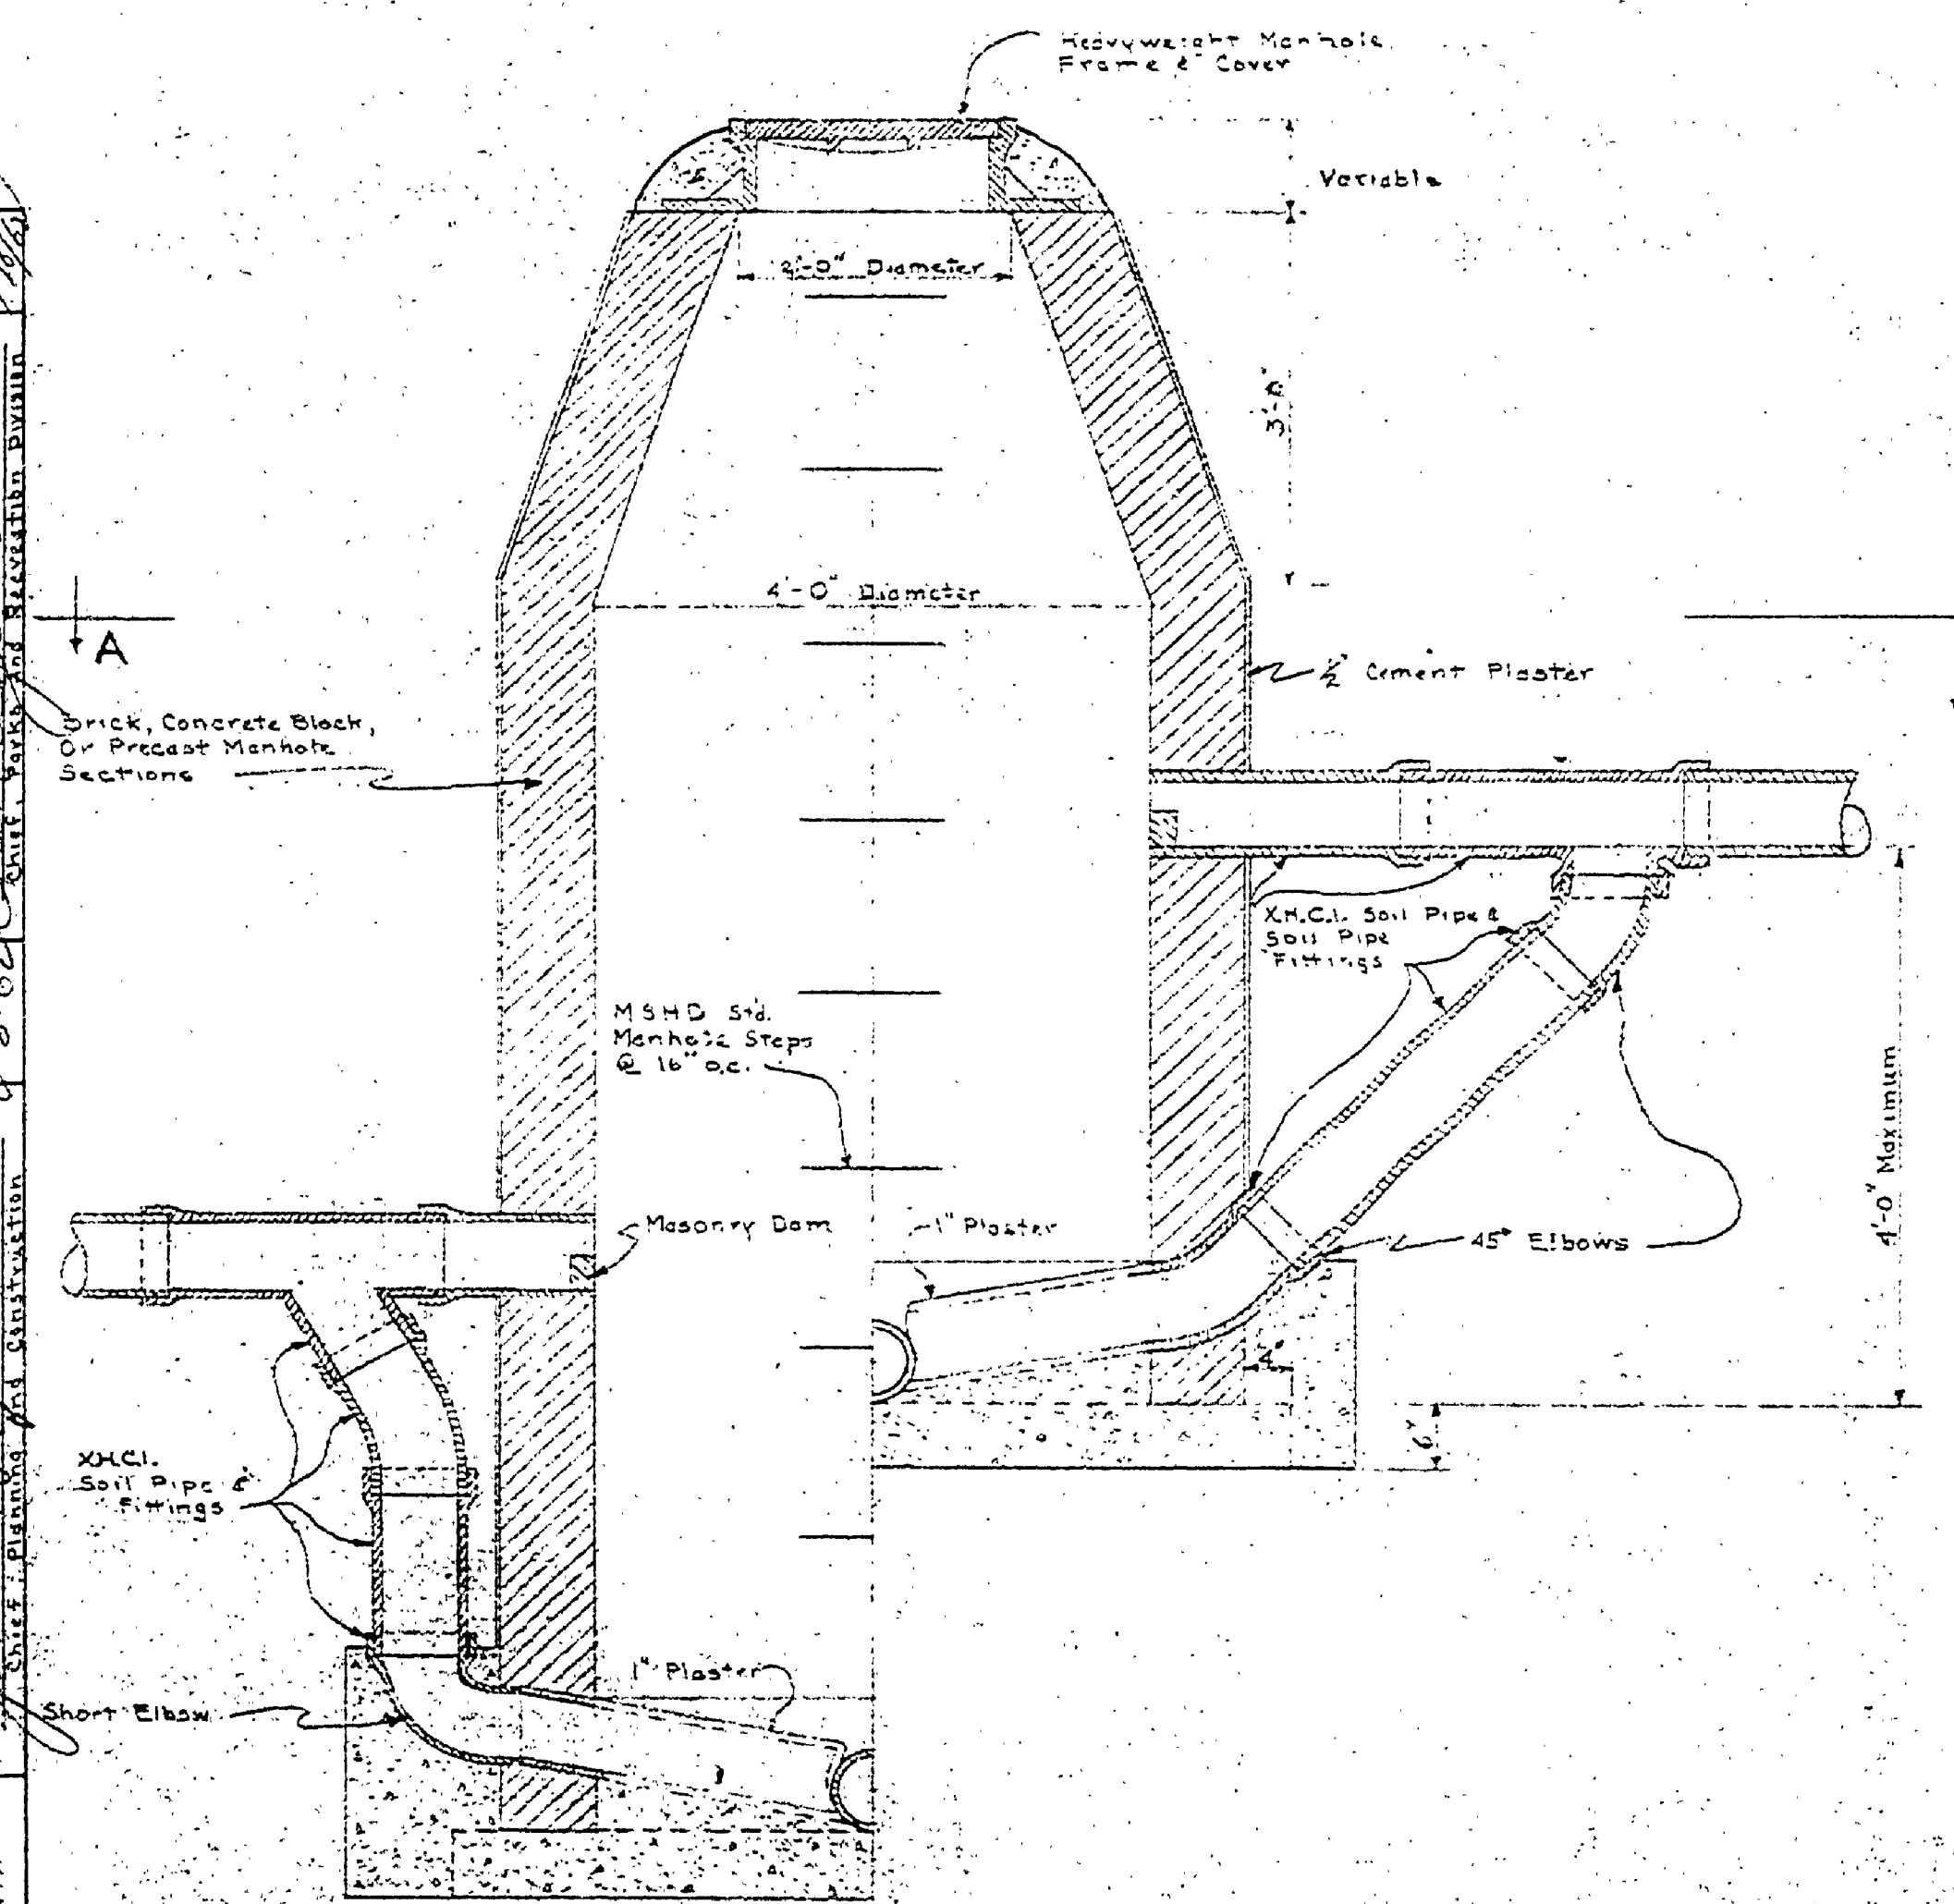 Heavyweight Manhole
Frame & Cover
Variable
2'-0" Diameter
3'-0"
4'-0" Diameter
A
1/2" Cement Plaster
Brick, Concrete Block,
Or Precast Manhole
Sections
X.H.C.I. Soil Pipe &
Soil Pipe
Fittings
MSHD Std.
Manhole Steps
@ 16" o.c.
4'-0" Maximum
Masonry Dam
1" Plaster
45° Elbows
4"
6"
X.H.C.I.
Soil Pipe &
Fittings
1" Plaster
Short Elbow
Chief, Parks and Recreation Division
Chief, Planning and Construction